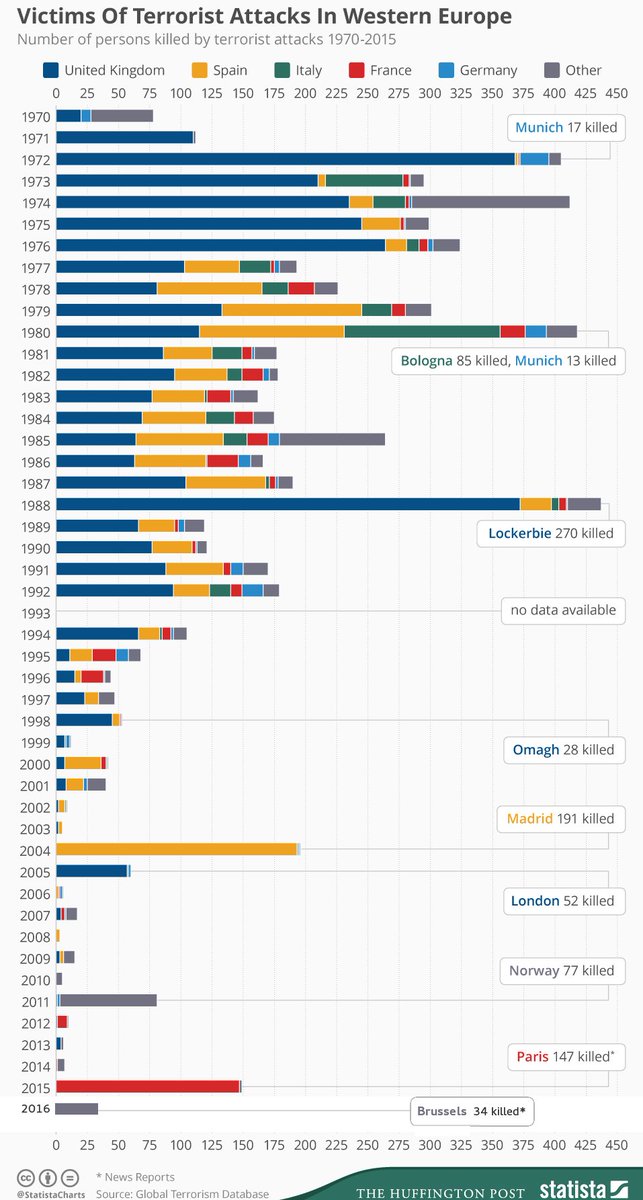 Victims Of Terrorist Attacks In Western Europe
Number of persons killed by terrorist attacks 1970-2015
United Kingdom Spain Italy France Germany Other
0 25 50 75 100 125 150 175 200 225 250 275 300 325 350 375 400 425 450
1970
Munich 17 killed
1971
1972
1973
1974
1975
1976
1977
1978
1979
1980
1981
Bologna 85 killed, Munich 13 killed
1982
1983
1984
1985
1986
1987
1988
1989
Lockerbie 270 killed
1990
1991
1992
1993
no data available
1994
1995
1996
1997
1998
1999
Omagh 28 killed
2000
2001
2002
2003
Madrid 191 killed
2004
2005
2006
London 52 killed
2007
2008
2009
2010
Norway 77 killed
2011
2012
2013
2014
Paris 147 killed*
2015
2016
Brussels 34 killed*
0 25 50 75 100 125 150 175 200 225 250 275 300 325 350 375 400 425 450
cc
* News Reports
@StatistaCharts Source: Global Terrorism Database
THE HUFFINGTON POST statista